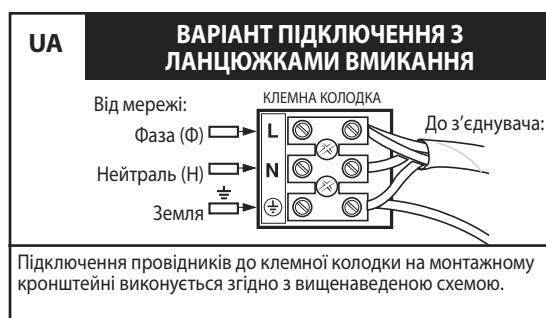 UA
ВАРІАНТ ПІДКЛЮЧЕННЯ З
ЛАНЦЮЖКАМИ ВМИКАННЯ
Від мережі:
КЛЕМНА КОЛОДКА
Фаза (Ф)
L
До з’єднувача:
Нейтраль (Н)
N
Земля
Підключення провідників до клемної колодки на монтажному
кронштейні виконується згідно з вищенаведеною схемою.